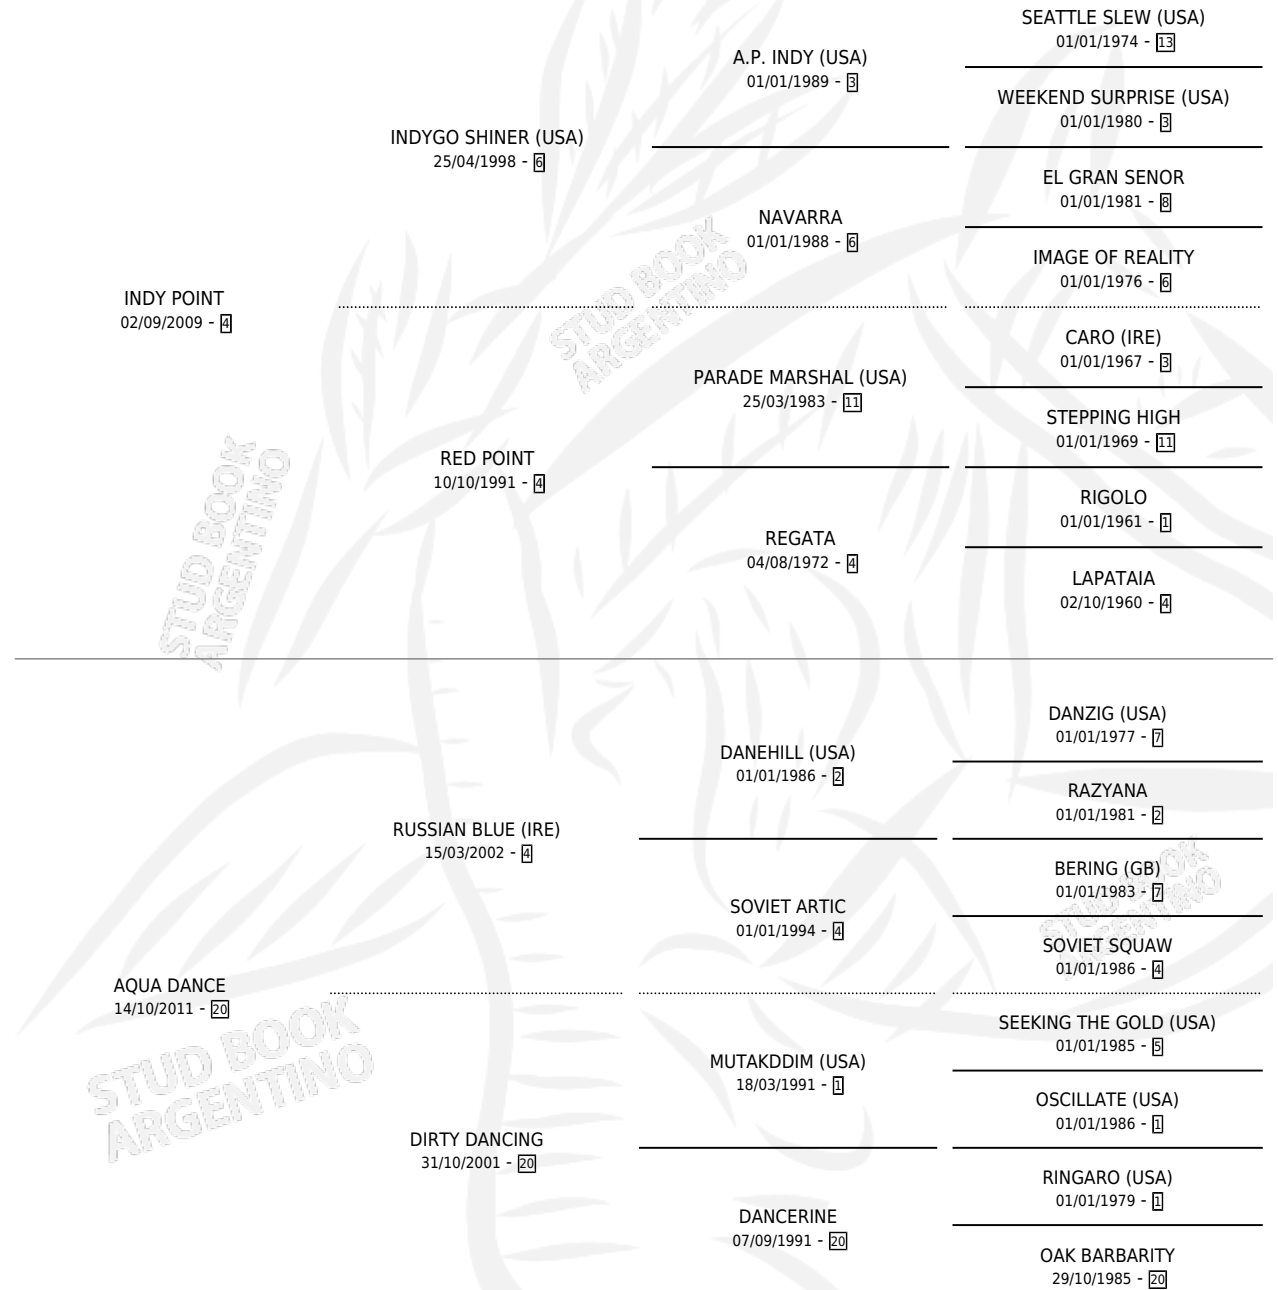 SEATTLE SLEW (USA)
01/01/1974 - 13
A.P. INDY (USA)
01/01/1989 - 3
WEEKEND SURPRISE (USA)
01/01/1980 - 3
INDYGO SHINER (USA)
25/04/1998 - 6
EL GRAN SENOR
01/01/1981 - 8
NAVARRA
01/01/1988 - 6
IMAGE OF REALITY
01/01/1976 - 6
INDY POINT
02/09/2009 - 4
CARO (IRE)
01/01/1967 - 3
PARADE MARSHAL (USA)
25/03/1983 - 11
STEPPING HIGH
01/01/1969 - 11
RED POINT
10/10/1991 - 4
RIGOLO
01/01/1961 - 1
REGATA
04/08/1972 - 4
LAPATAIA
02/10/1960 - 4
DANZIG (USA)
01/01/1977 - 7
DANEHILL (USA)
01/01/1986 - 2
RAZYANA
01/01/1981 - 2
RUSSIAN BLUE (IRE)
15/03/2002 - 4
BERING (GB)
01/01/1983 - 7
SOVIET ARTIC
01/01/1994 - 4
SOVIET SQUAW
01/01/1986 - 4
AQUA DANCE
14/10/2011 - 20
SEEKING THE GOLD (USA)
01/01/1985 - 5
MUTAKDDIM (USA)
18/03/1991 - 1
OSCILLATE (USA)
01/01/1986 - 1
DIRTY DANCING
31/10/2001 - 20
RINGARO (USA)
01/01/1979 - 1
DANCERINE
07/09/1991 - 20
OAK BARBARITY
29/10/1985 - 20
STUD BOOK
ARGENTINO
STUD BOOK
ARGENTINO
STUD BOOK
ARGENTINO
STUD BOOK
ARGENTINO